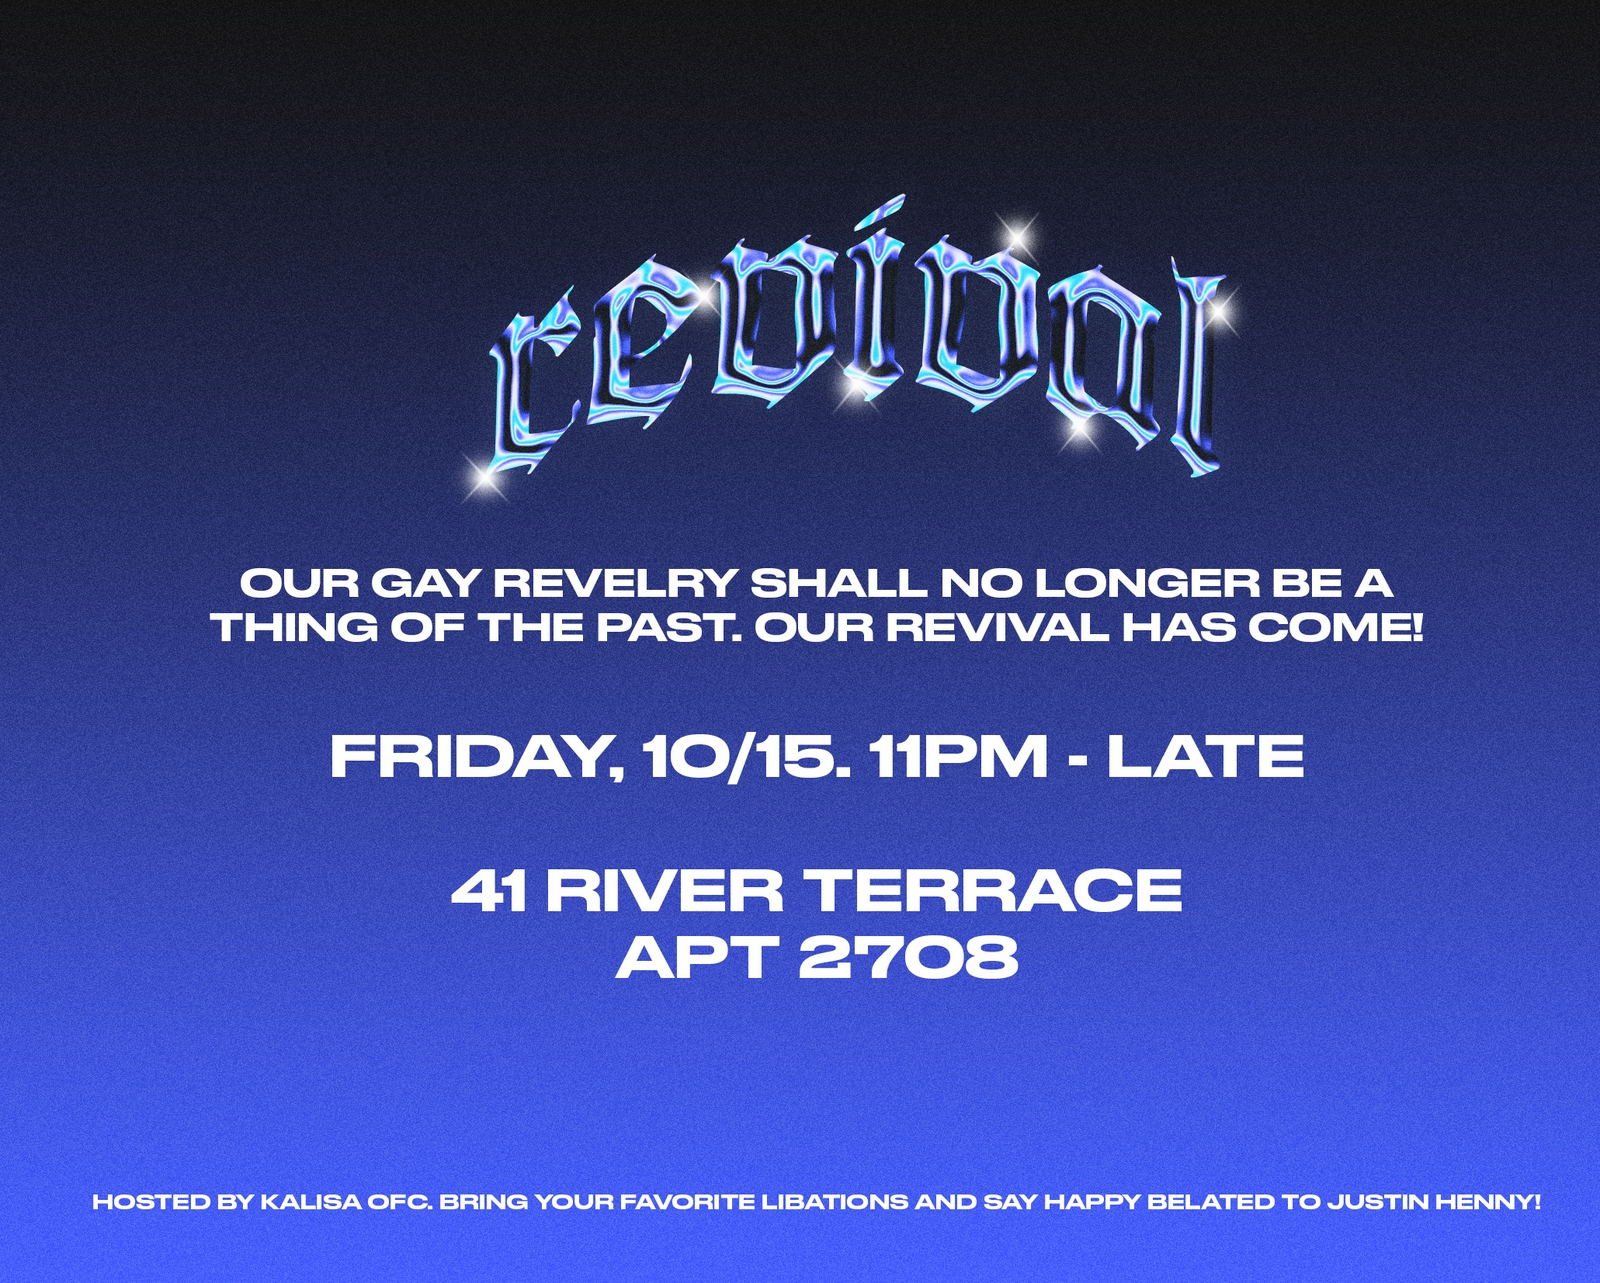 revival
OUR GAY REVELRY SHALL NO LONGER BE A
THING OF THE PAST. OUR REVIVAL HAS COME!
FRIDAY, 10/15. 11PM - LATE
41 RIVER TERRACE
APT 2708
HOSTED BY KALISA OFC. BRING YOUR FAVORITE LIBATIONS AND SAY HAPPY BELATED TO JUSTIN HENNY!